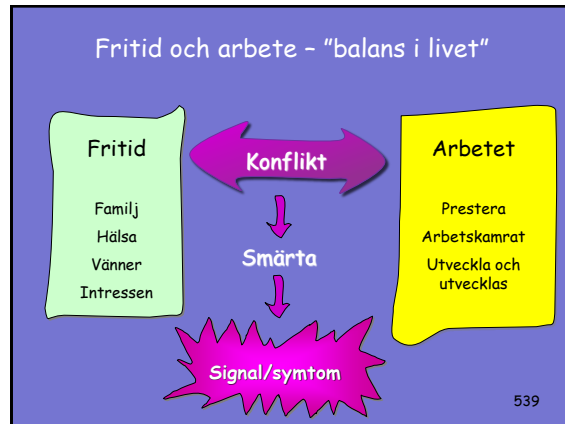 Fritid och arbete – ”balans i livet”
Fritid
Familj
Hälsa
Vänner
Intressen
Konflikt
Smärta
Signal/symtom
Arbetet
Prestera
Arbetskamrat
Utveckla och
utvecklas
539